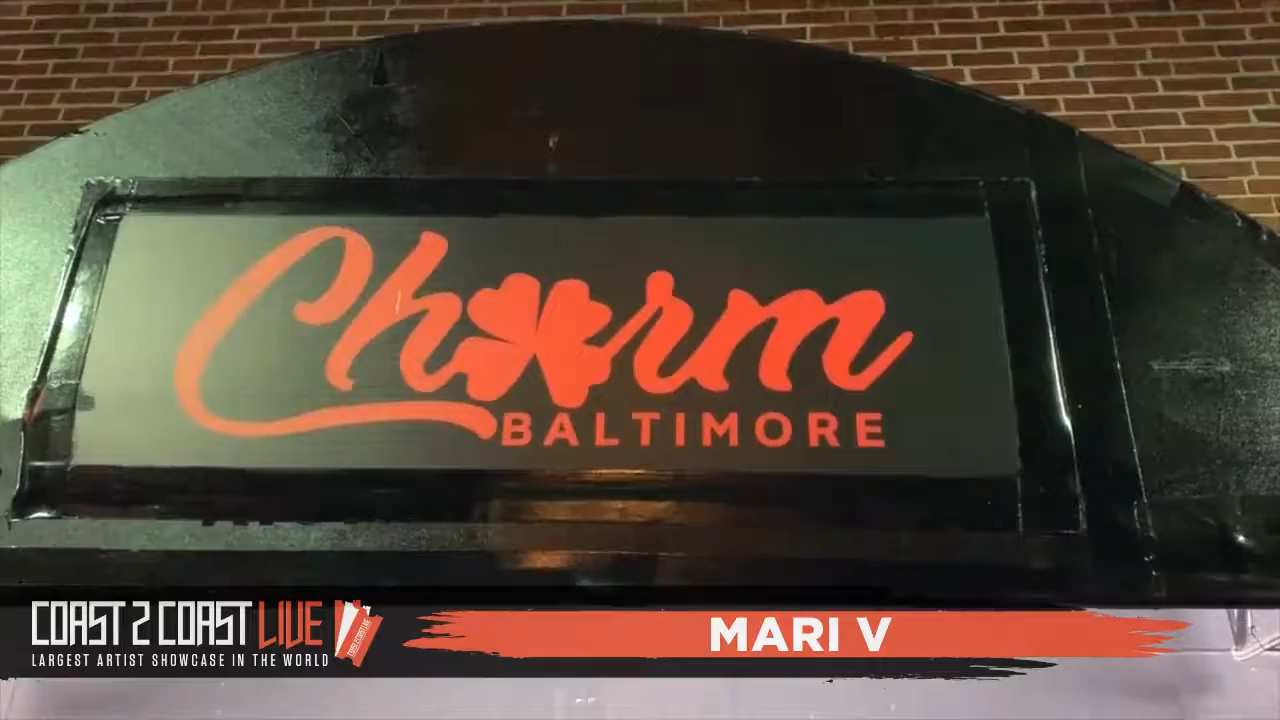 Charm
BALTIMORE
COAST 2 COAST LIVE
LARGEST ARTIST SHOWCASE IN THE WORLD
MARI V